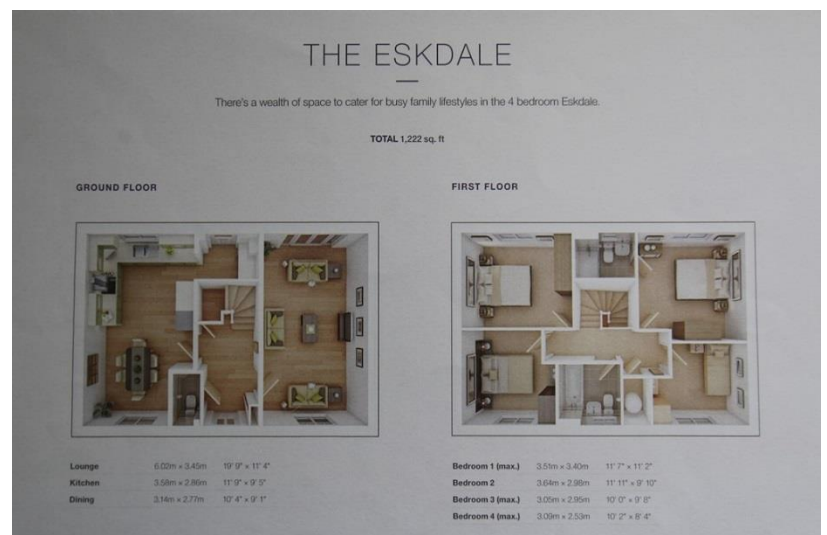 THE ESKDALE
There's a wealth of space to cater for busy family lifestyles in the 4 bedroom Eskdale.
TOTAL 1,222 sq. ft
GROUND FLOOR
FIRST FLOOR
Lounge 6.02m × 3.45m 19' 9" × 11' 4"
Kitchen 3.58m × 2.86m 11' 9" × 9' 5"
Dining 3.14m × 2.77m 10' 4" × 9' 1"
Bedroom 1 (max.) 3.51m × 3.40m 11' 7" × 11' 2"
Bedroom 2 3.64m × 2.98m 11' 11" × 9' 10"
Bedroom 3 (max.) 3.05m × 2.95m 10' 0" × 9' 8"
Bedroom 4 (max.) 3.09m × 2.53m 10' 2" × 8' 4"